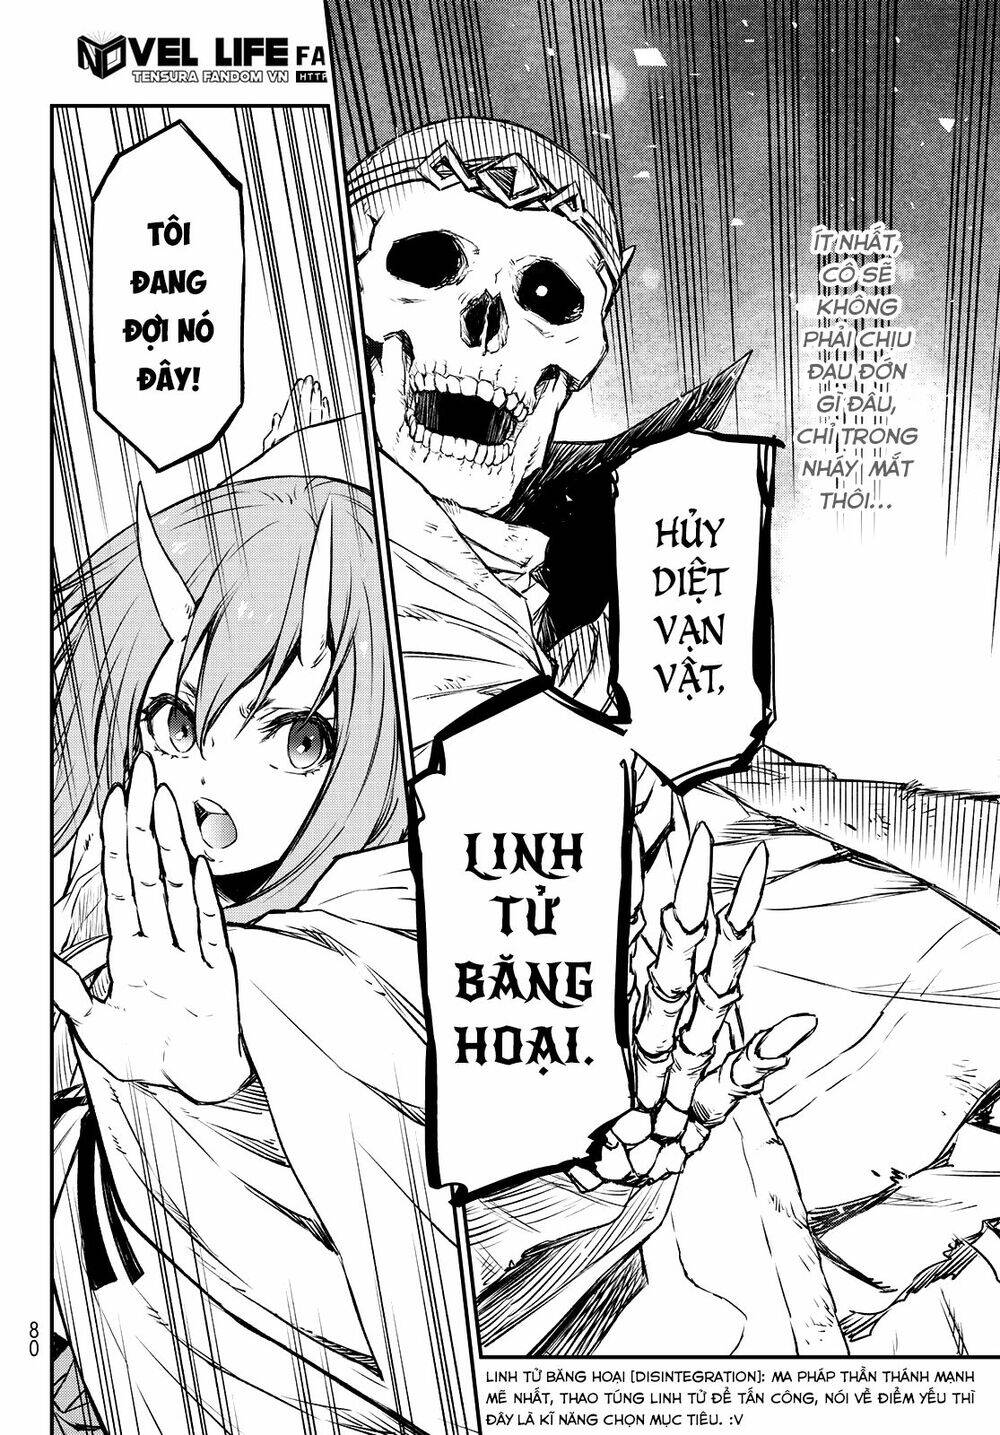 NOVEL LIFE FA
TENSURA FANDOM VN HTTP
ÍT NHẤT,
CÔ SẼ
KHÔNG
PHẢI CHỊU
ĐAU ĐỚN
GÌ ĐÂU,
CHỈ TRONG
NHÁY MẮT
THÔI...
HỦY
DIỆT
VẠN
VẬT,
LINH
TỬ
BĂNG
HOẠI.
TÔI
ĐANG
ĐỢI NÓ
ĐÂY!
LINH TỬ BĂNG HOẠI [DISINTEGRATION]: MA PHÁP THẦN THÁNH MẠNH
MẼ NHẤT, THAO TÚNG LINH TỬ ĐỂ TẤN CÔNG, NÓI VỀ ĐIỂM YẾU THÌ
ĐÂY LÀ KĨ NĂNG CHỌN MỤC TIÊU. :V
80